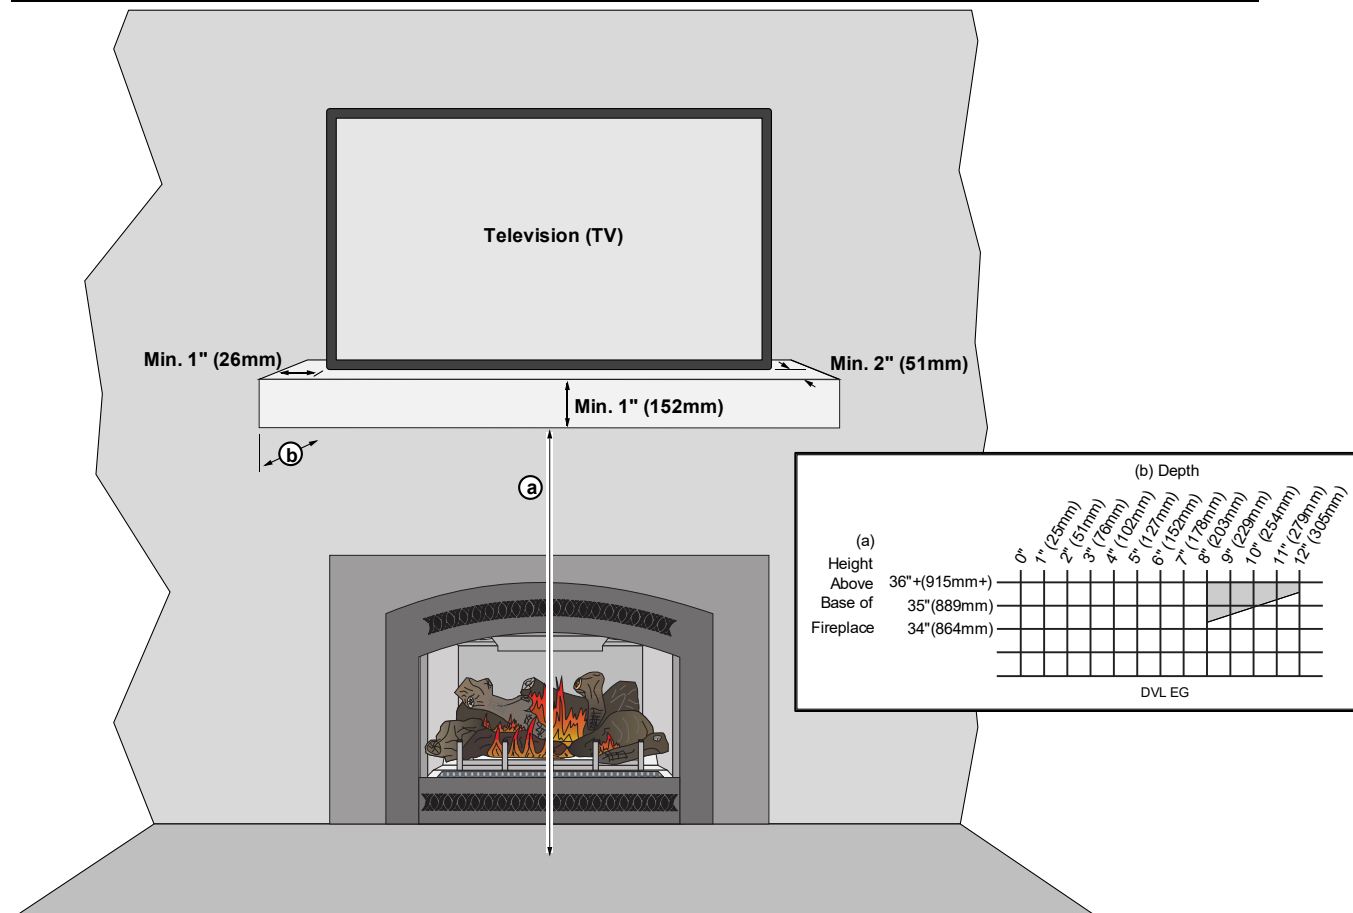 Television (TV)
Min. 1" (26mm)
Min. 2" (51mm)
Min. 1" (152mm)
b
a
(b) Depth
0"
1" (25mm)
2" (51mm)
3" (76mm)
4" (102mm)
5" (127mm)
6" (152mm)
7" (178mm)
8" (203mm)
9" (229mm)
10" (254mm)
11" (279mm)
12" (305mm)
(a)
Height
Above
Base of
Fireplace
36"+(915mm+)
35"(889mm)
34"(864mm)
DVL EG